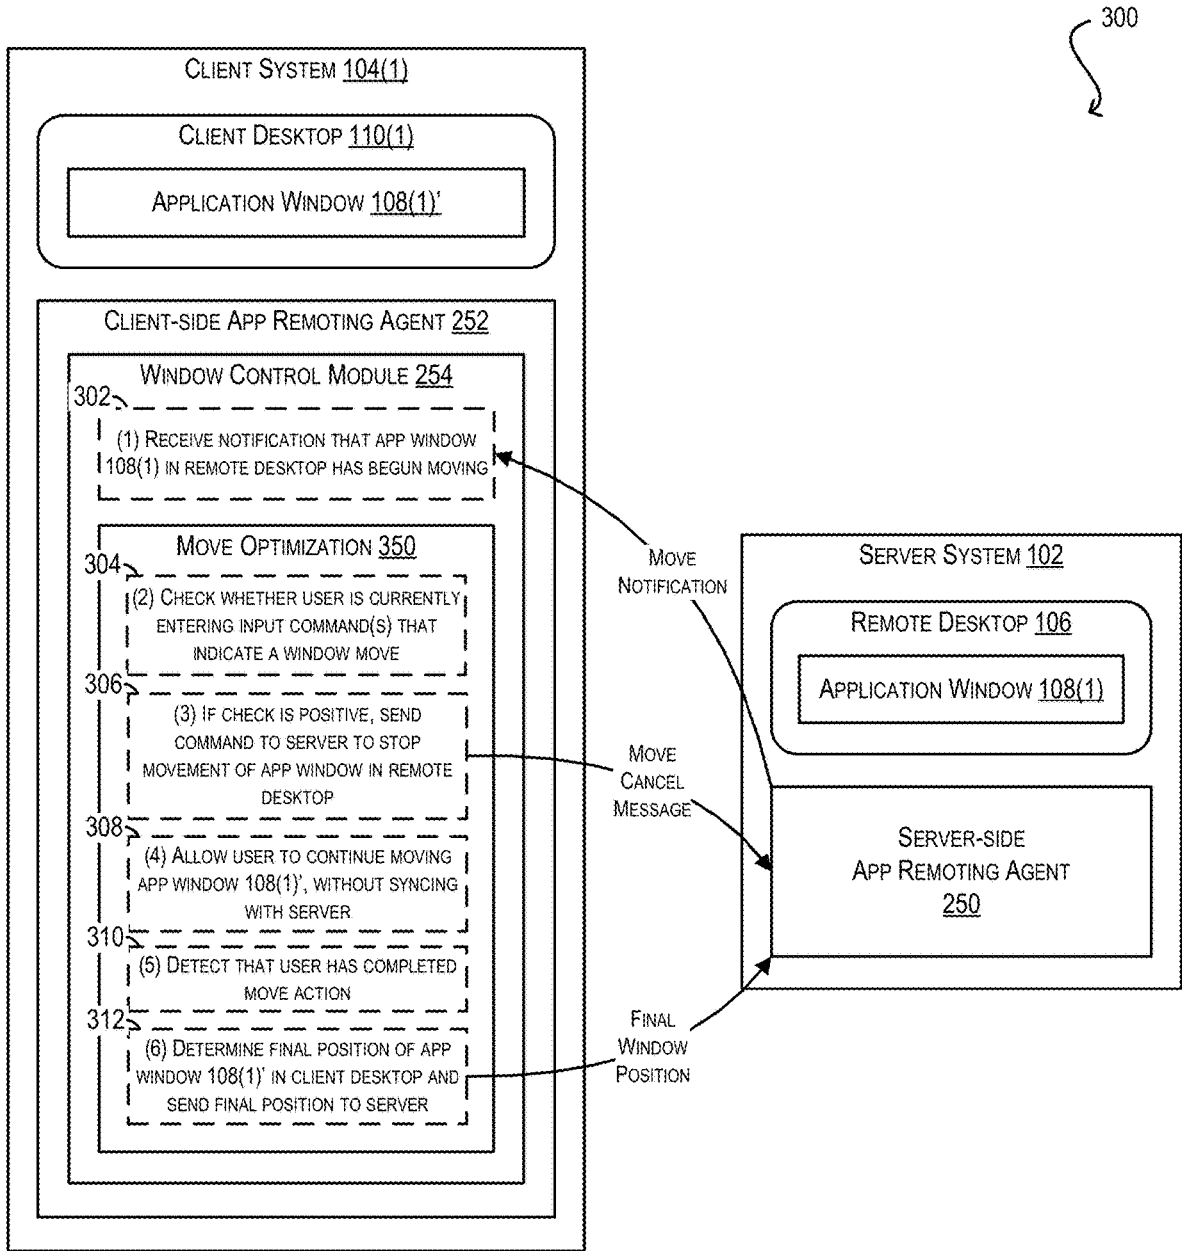 300
CLIENT SYSTEM 104(1)
CLIENT DESKTOP 110(1)
APPLICATION WINDOW 108(1)'
CLIENT-SIDE APP REMOTING AGENT 252
WINDOW CONTROL MODULE 254
302
(1) RECEIVE NOTIFICATION THAT APP WINDOW
108(1) IN REMOTE DESKTOP HAS BEGUN MOVING
MOVE OPTIMIZATION 350
304
(2) CHECK WHETHER USER IS CURRENTLY
ENTERING INPUT COMMAND(S) THAT
INDICATE A WINDOW MOVE
306
(3) IF CHECK IS POSITIVE, SEND
COMMAND TO SERVER TO STOP
MOVEMENT OF APP WINDOW IN REMOTE
DESKTOP
308
(4) ALLOW USER TO CONTINUE MOVING
APP WINDOW 108(1)', WITHOUT SYNCING
WITH SERVER
310
(5) DETECT THAT USER HAS COMPLETED
MOVE ACTION
312
(6) DETERMINE FINAL POSITION OF APP
WINDOW 108(1)' IN CLIENT DESKTOP AND
SEND FINAL POSITION TO SERVER
MOVE
NOTIFICATION
MOVE
CANCEL
MESSAGE
FINAL
WINDOW
POSITION
SERVER SYSTEM 102
REMOTE DESKTOP 106
APPLICATION WINDOW 108(1)
SERVER-SIDE
APP REMOTING AGENT
250